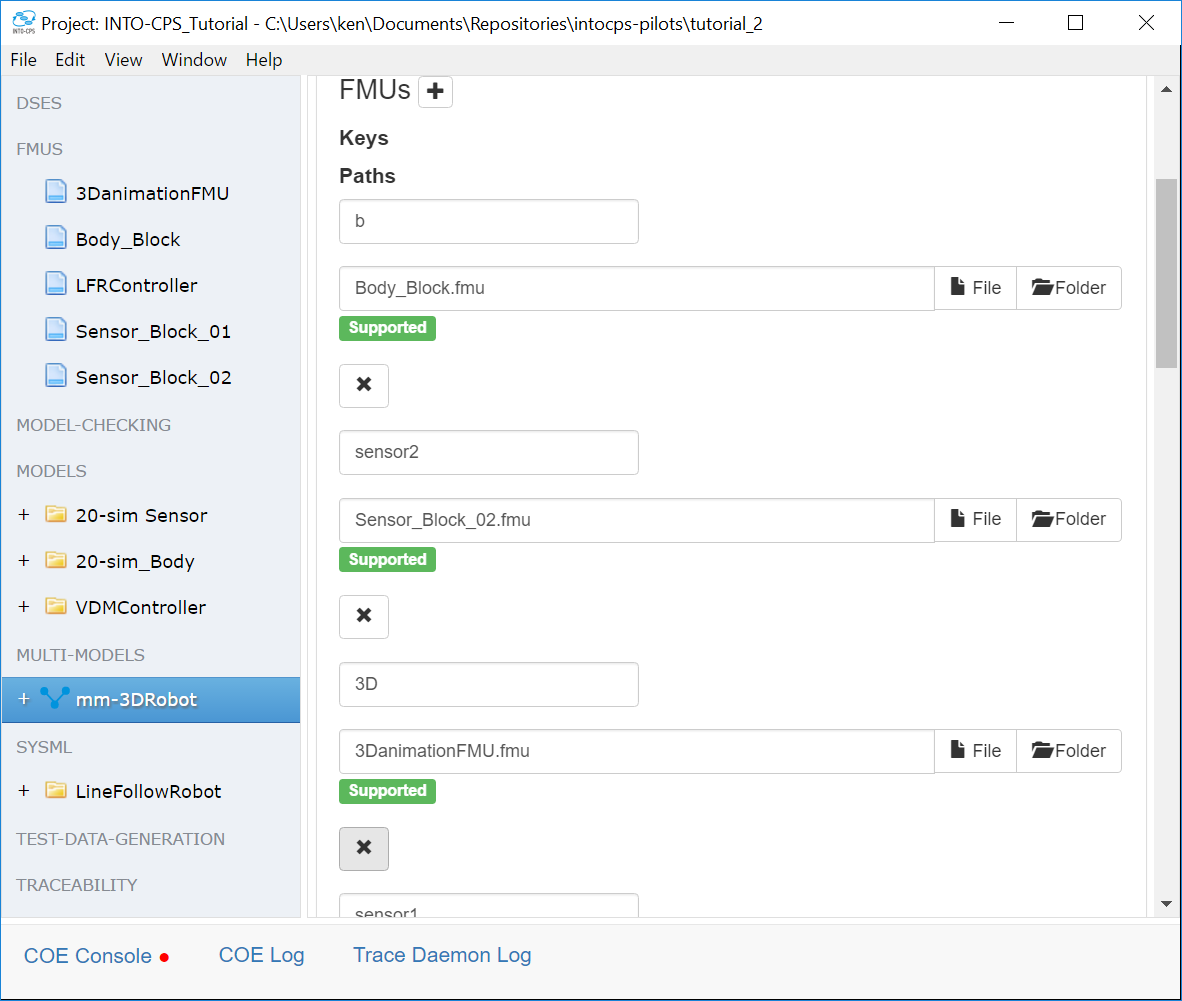 INTO-CPS
Project: INTO-CPS_Tutorial - C:\Users\ken\Documents\Repositories\intocps-pilots\tutorial_2
File Edit View Window Help
DSES
FMUS
3DanimationFMU
Body_Block
LFRController
Sensor_Block_01
Sensor_Block_02
MODEL-CHECKING
MODELS
+ 20-sim Sensor
+ 20-sim_Body
+ VDMController
MULTI-MODELS
+ mm-3DRobot
SYSML
+ LineFollowRobot
TEST-DATA-GENERATION
TRACEABILITY
FMUs
Keys
Paths
b
Body_Block.fmu File Folder
Supported
sensor2
Sensor_Block_02.fmu File Folder
Supported
3D
3DanimationFMU.fmu File Folder
Supported
sensor1
COE Console COE Log Trace Daemon Log